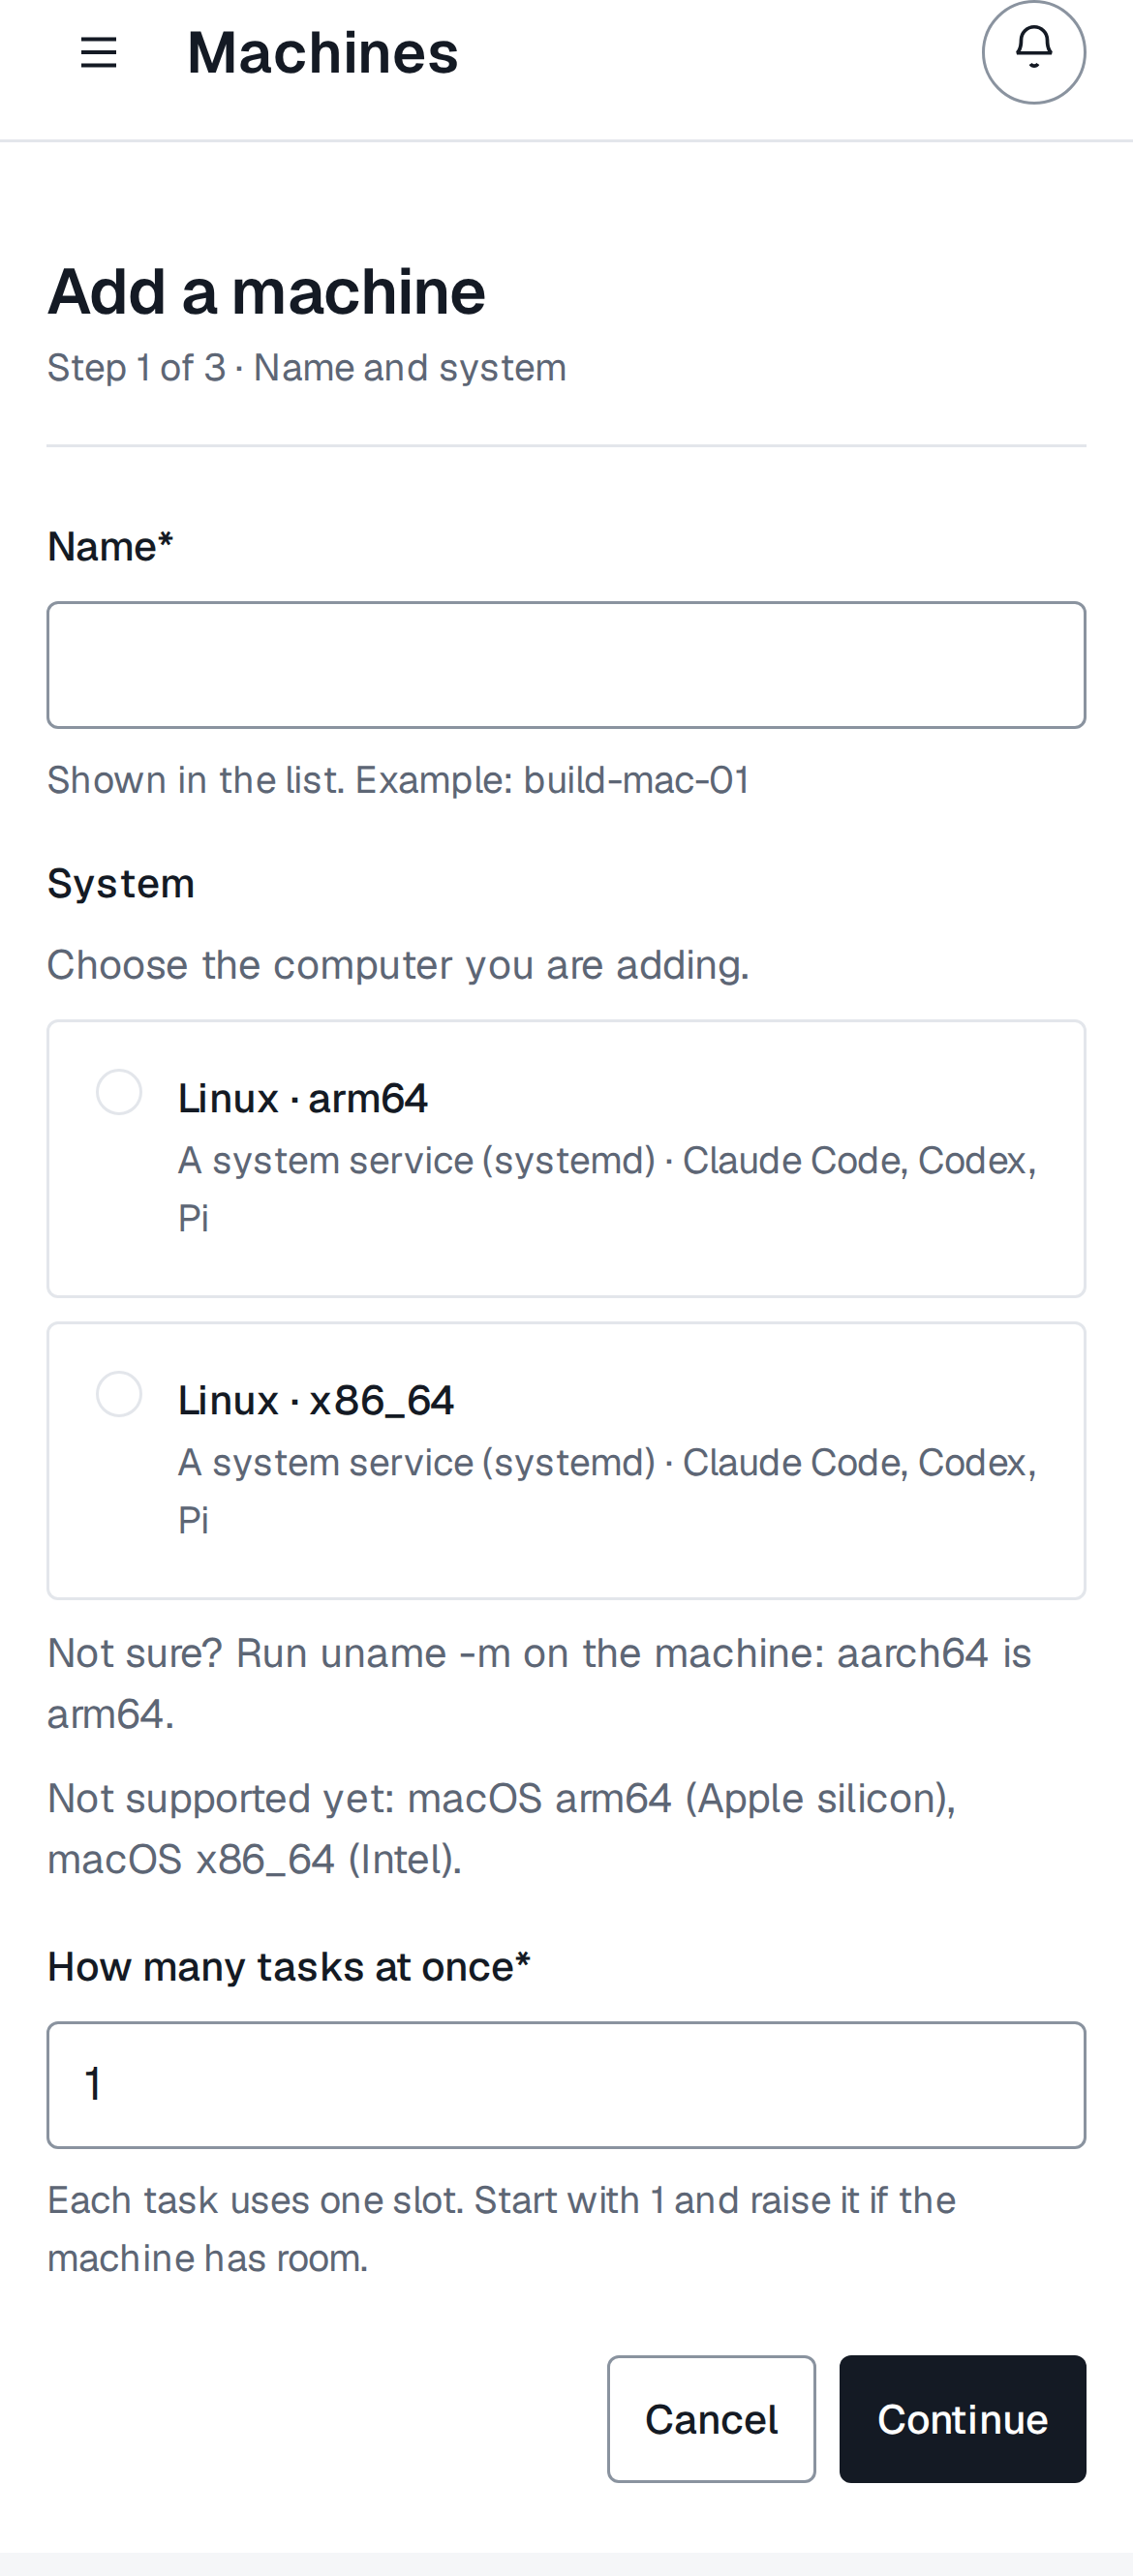 Machines
Add a machine
Step 1 of 3 · Name and system
Name*
Shown in the list. Example: build-mac-01
System
Choose the computer you are adding.
Linux · arm64
A system service (systemd) · Claude Code, Codex,
Pi
Linux · x86_64
A system service (systemd) · Claude Code, Codex,
Pi
Not sure? Run uname -m on the machine: aarch64 is
arm64.
Not supported yet: macOS arm64 (Apple silicon),
macOS x86_64 (Intel).
How many tasks at once*
1
Each task uses one slot. Start with 1 and raise it if the
machine has room.
Cancel
Continue